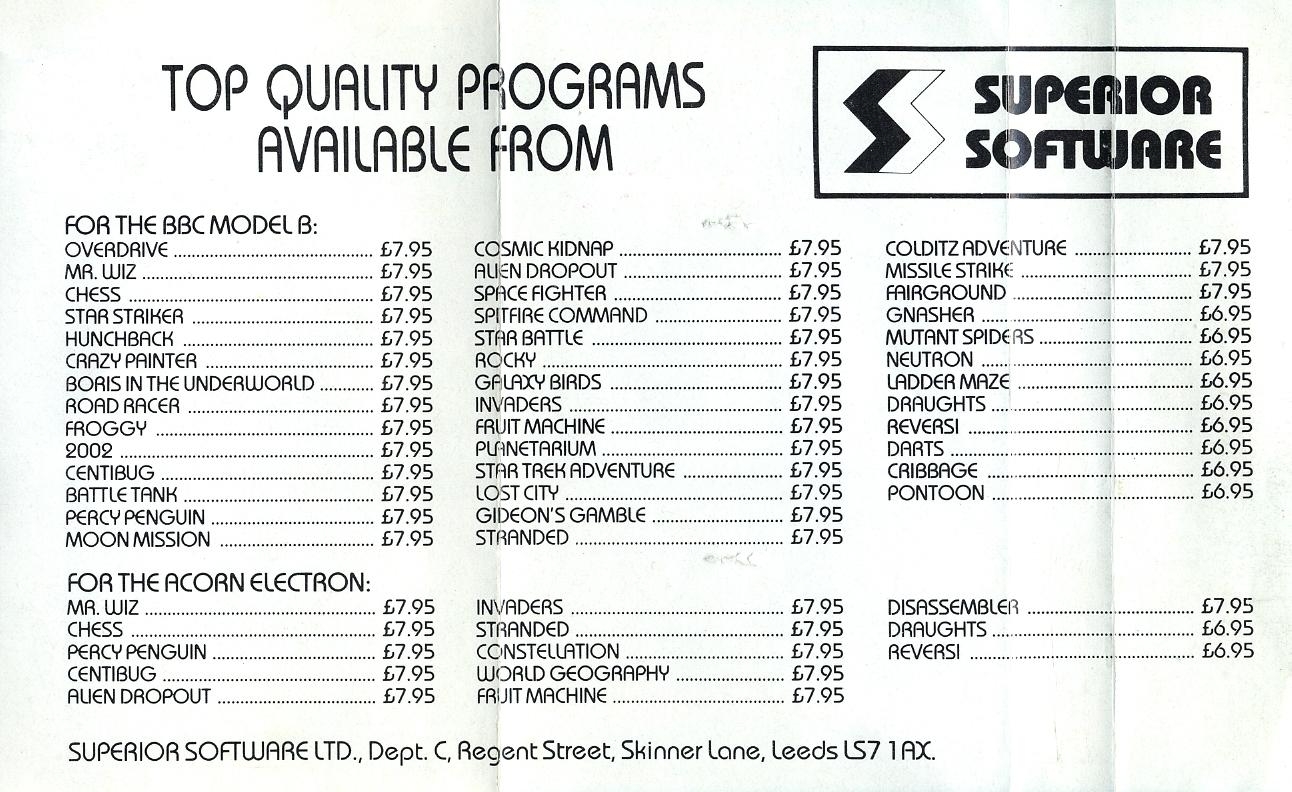 TOP QUALITY PROGRAMS
AVAILABLE FROM
SUPERIOR
SOFTWARE
FOR THE BBC MODEL B:
OVERDRIVE ........ £7.95
MR. WIZ ........ £7.95
CHESS ........ £7.95
STAR STRIKER ........ £7.95
HUNCHBACK ........ £7.95
CRAZY PAINTER ........ £7.95
BORIS IN THE UNDERWORLD ........ £7.95
ROAD RACER ........ £7.95
FROGGY ........ £7.95
2002 ........ £7.95
CENTIBUG ........ £7.95
BATTLE TANK ........ £7.95
PERCY PENGUIN ........ £7.95
MOON MISSION ........ £7.95
COSMIC KIDNAP ........ £7.95
ALIEN DROPOUT ........ £7.95
SPACE FIGHTER ........ £7.95
SPITFIRE COMMAND ........ £7.95
STAR BATTLE ........ £7.95
ROCKY ........ £7.95
GALAXY BIRDS ........ £7.95
INVADERS ........ £7.95
FRUIT MACHINE ........ £7.95
PLANETARIUM ........ £7.95
STAR TREK ADVENTURE ........ £7.95
LOST CITY ........ £7.95
GIDEON'S GAMBLE ........ £7.95
STRANDED ........ £7.95
COLDITZ ADVENTURE ........ £7.95
MISSILE STRIKE ........ £7.95
FAIRGROUND ........ £7.95
GNASHER ........ £6.95
MUTANT SPIDERS ........ £6.95
NEUTRON ........ £6.95
LADDER MAZE ........ £6.95
DRAUGHTS ........ £6.95
REVERSI ........ £6.95
DARTS ........ £6.95
CRIBBAGE ........ £6.95
PONTOON ........ £6.95
FOR THE ACORN ELECTRON:
MR. WIZ ........ £7.95
CHESS ........ £7.95
PERCY PENGUIN ........ £7.95
CENTIBUG ........ £7.95
ALIEN DROPOUT ........ £7.95
INVADERS ........ £7.95
STRANDED ........ £7.95
CONSTELLATION ........ £7.95
WORLD GEOGRAPHY ........ £7.95
FRUIT MACHINE ........ £7.95
DISASSEMBLER ........ £7.95
DRAUGHTS ........ £6.95
REVERSI ........ £6.95
SUPERIOR SOFTWARE LTD., Dept. C, Regent Street, Skinner Lane, Leeds LS7 1AX.